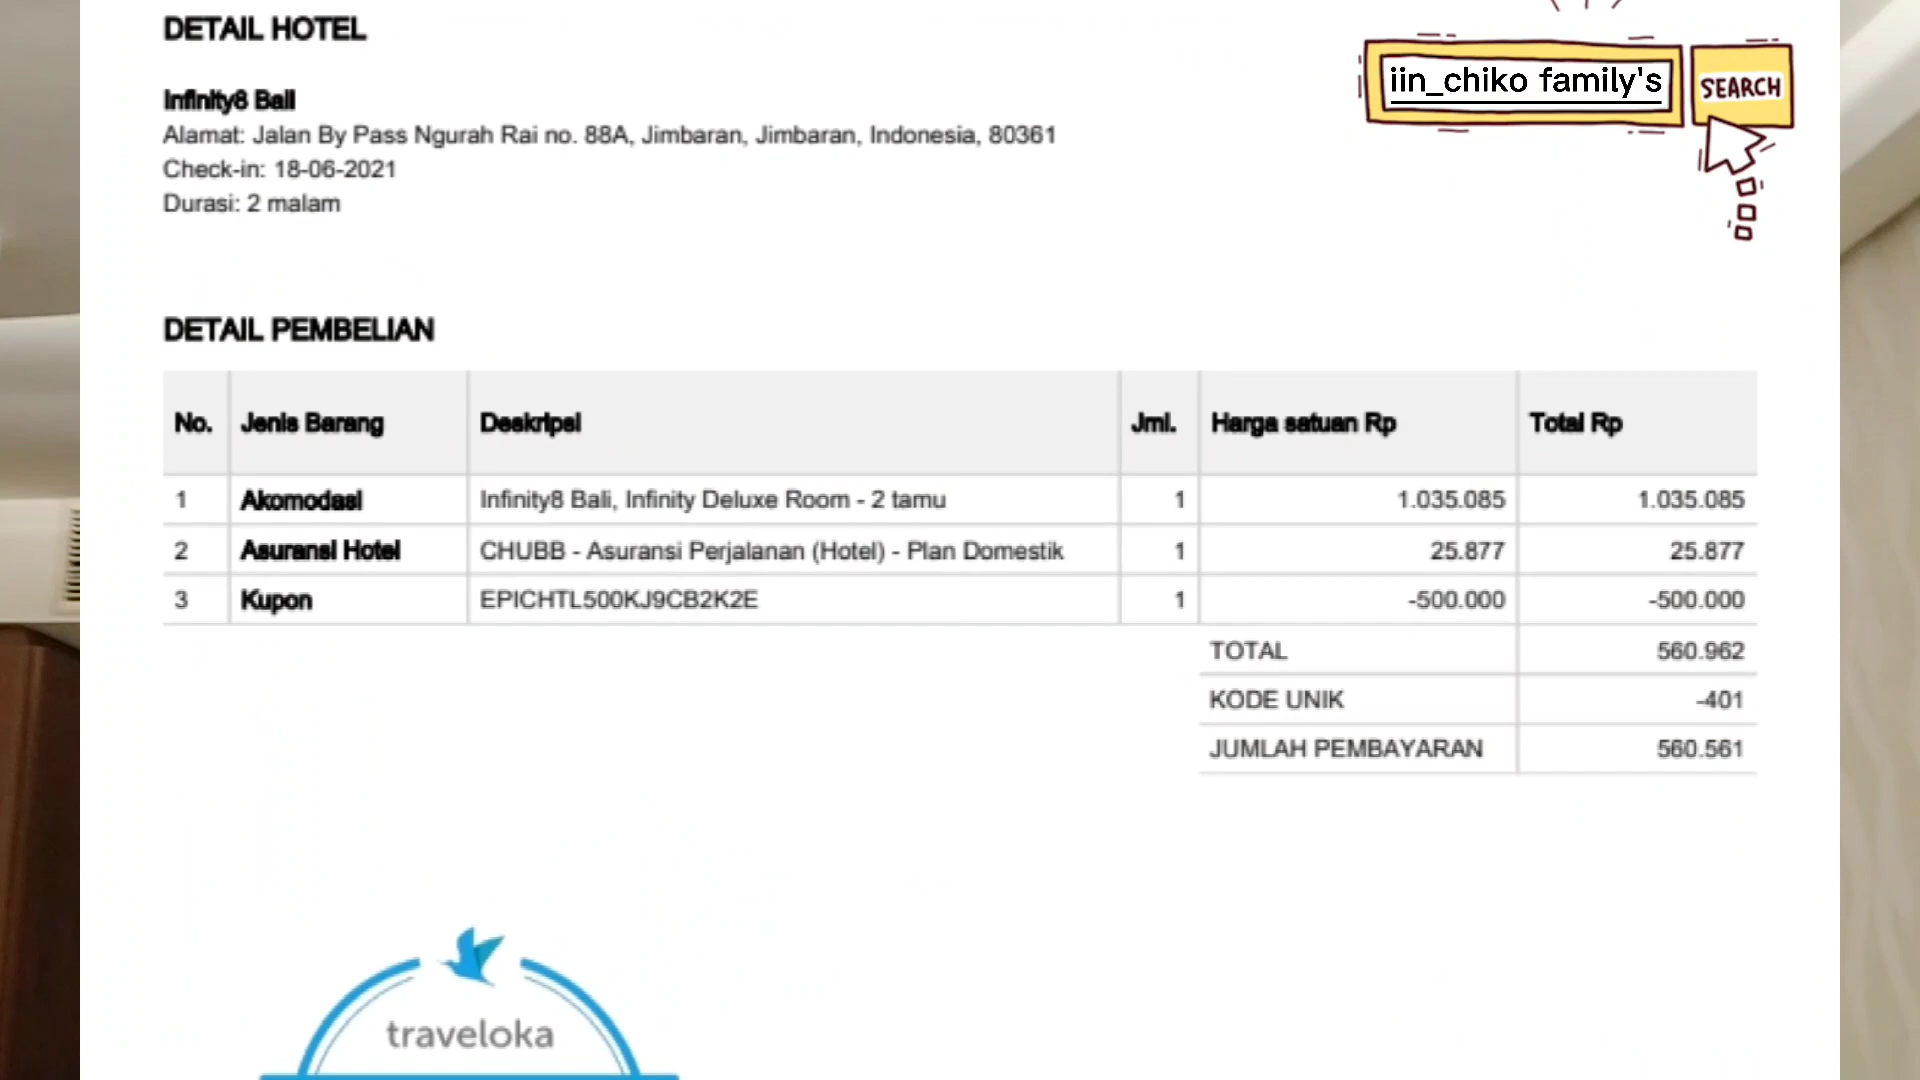 DETAIL HOTEL
iin_chiko family's
SEARCH
Infinity8 Bali
Alamat: Jalan By Pass Ngurah Rai no. 88A, Jimbaran, Jimbaran, Indonesia, 80361
Check-in: 18-06-2021
Durasi: 2 malam
DETAIL PEMBELIAN
No. Jenis Barang Deskripsi Jml. Harga satuan Rp Total Rp
1 Akomodasi Infinity8 Bali, Infinity Deluxe Room - 2 tamu 1 1.035.085 1.035.085
2 Asuransi Hotel CHUBB - Asuransi Perjalanan (Hotel) - Plan Domestik 1 25.877 25.877
3 Kupon EPICHTL500KJ9CB2K2E 1 -500.000 -500.000
TOTAL 560.962
KODE UNIK -401
JUMLAH PEMBAYARAN 560.561
traveloka